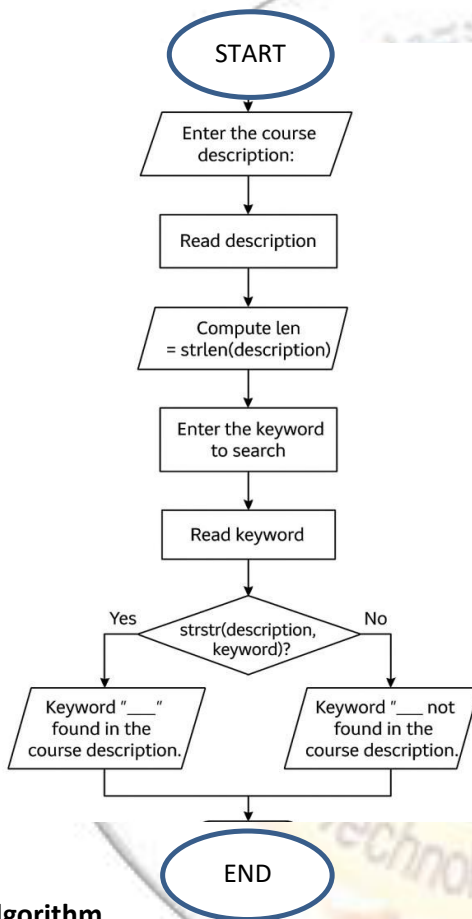 START
Enter the course
description:
Read description
Compute len
= strlen(description)
Enter the keyword
to search
Read keyword
Yes
strstr(description,
keyword)?
No
Keyword "___"
found in the
course description.
Keyword "___ not
found in the
course description.
END